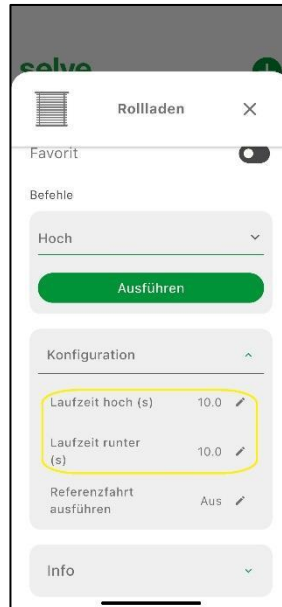 selve
Rollladen
Favorit
Befehle
Hoch
Ausführen
Konfiguration
Laufzeit hoch (s) 10.0
Laufzeit runter
(s) 10.0
Referenzfahrt
ausführen Aus
Info